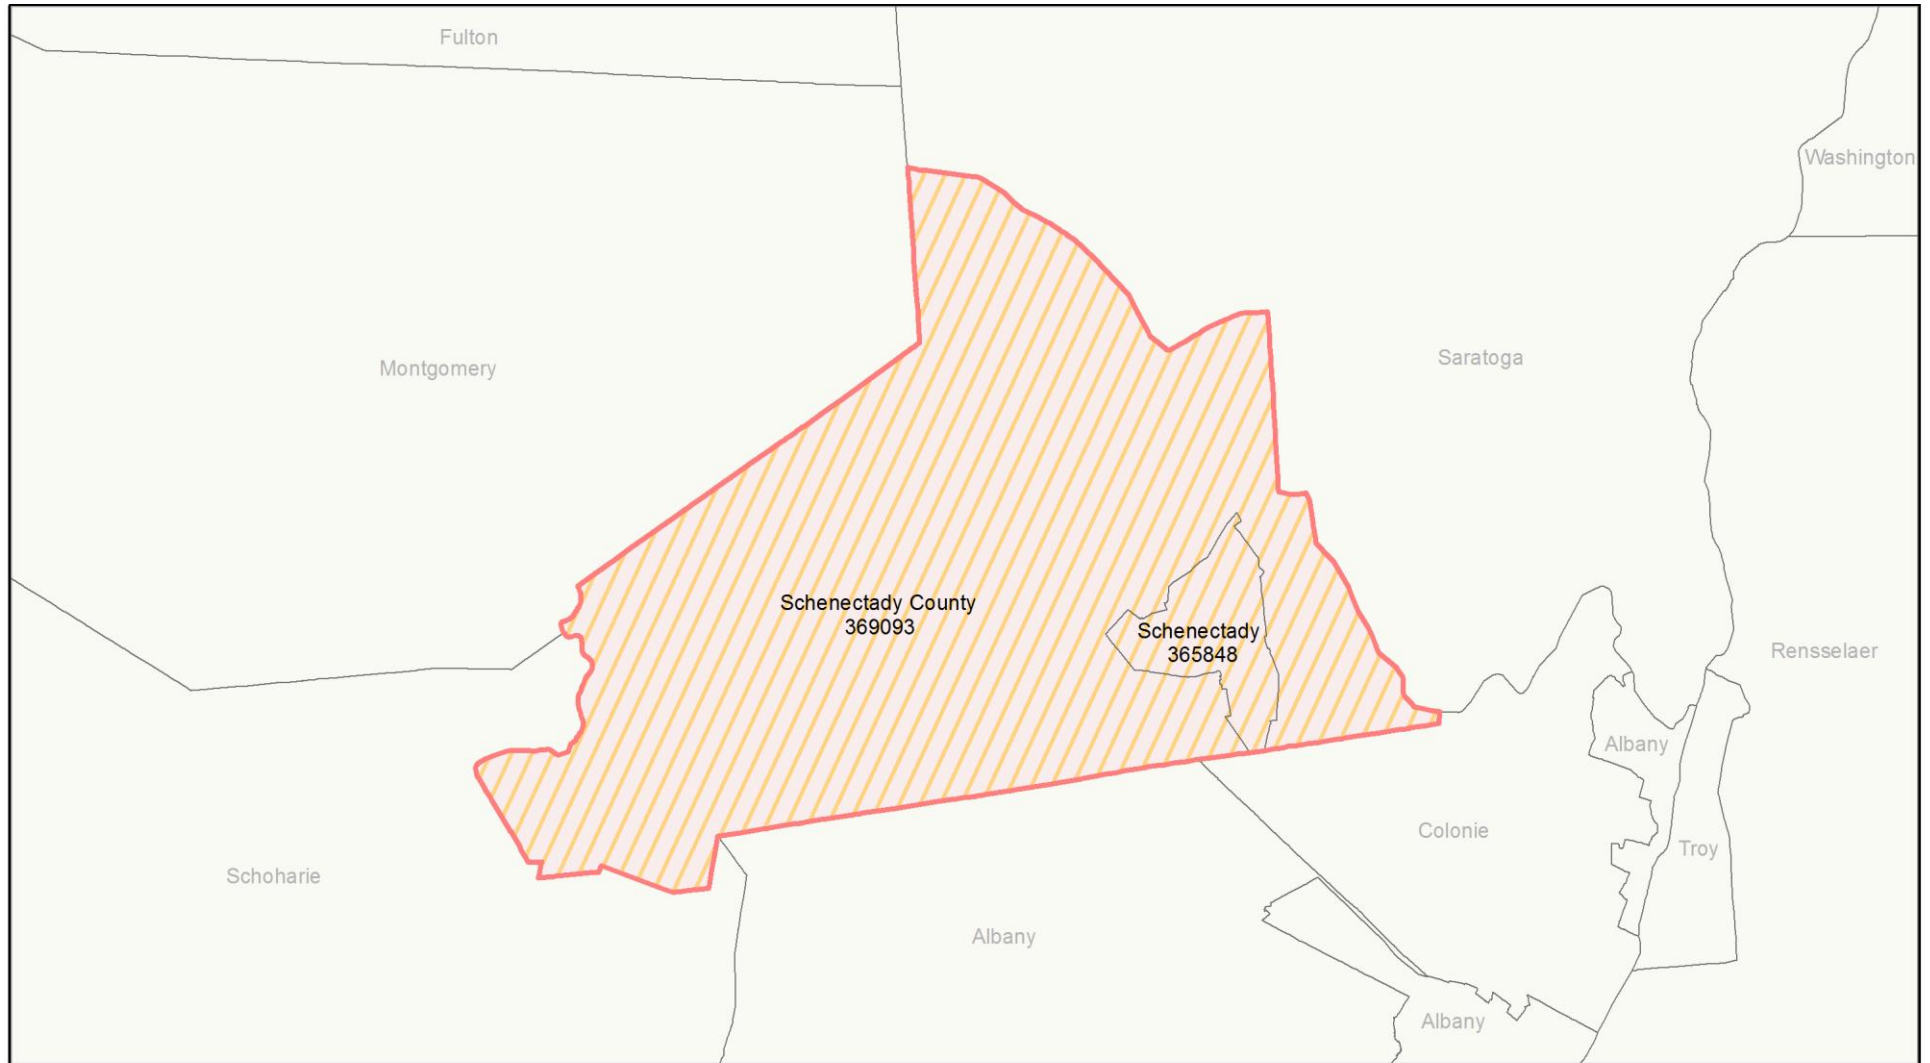 Fulton
Washington
Montgomery
Saratoga
Schenectady County
369093
Schenectady
365848
Rensselaer
Albany
Colonie
Troy
Schoharie
Albany
Albany